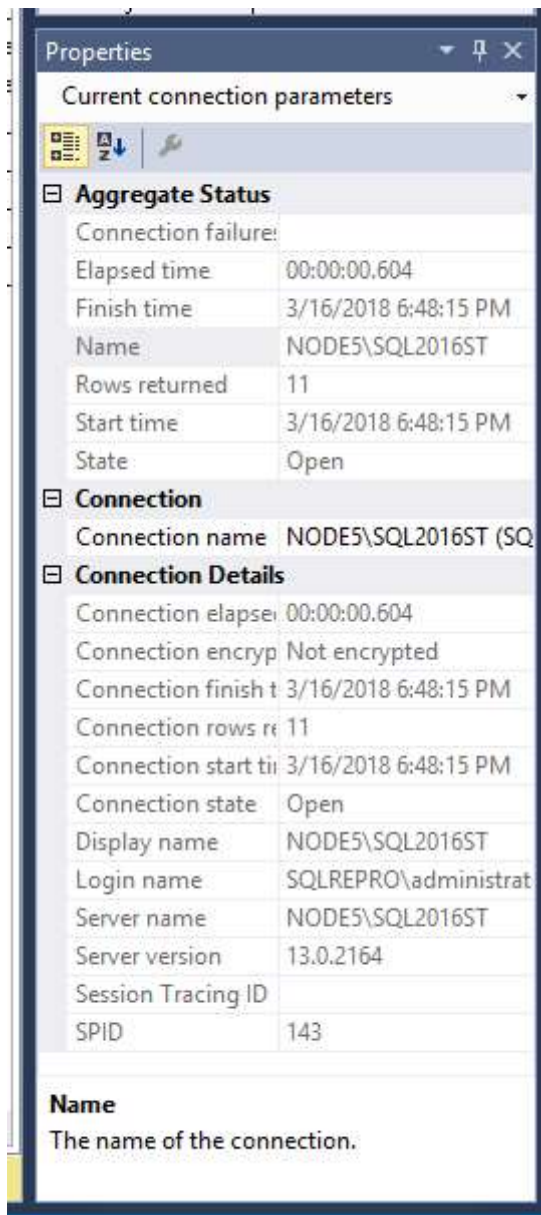 Properties
Current connection parameters
Aggregate Status
Connection failure
Elapsed time 00:00:00.604
Finish time 3/16/2018 6:48:15 PM
Name NODE5\SQL2016ST
Rows returned 11
Start time 3/16/2018 6:48:15 PM
State Open
Connection
Connection name NODE5\SQL2016ST (SQ
Connection Details
Connection elapse 00:00:00.604
Connection encryp Not encrypted
Connection finish t 3/16/2018 6:48:15 PM
Connection rows re 11
Connection start ti 3/16/2018 6:48:15 PM
Connection state Open
Display name NODE5\SQL2016ST
Login name SQLREPRO\administrat
Server name NODE5\SQL2016ST
Server version 13.0.2164
Session Tracing ID
SPID 143
Name
The name of the connection.